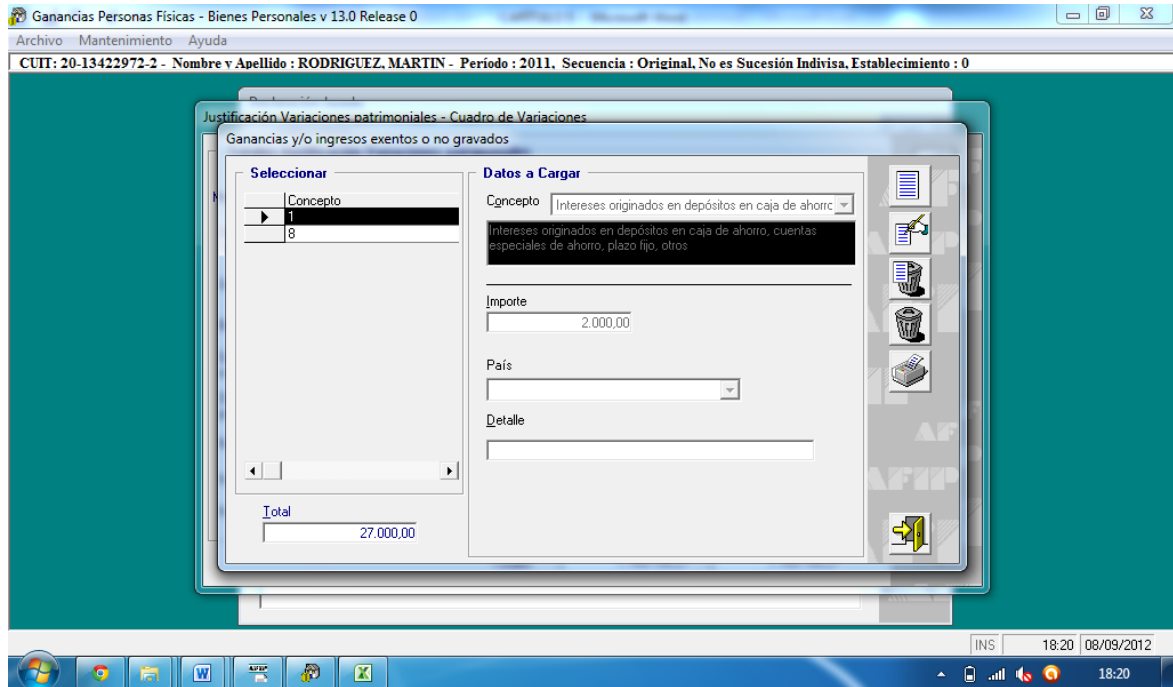 Ganancias Personas Físicas - Bienes Personales v 13.0 Release 0
Archivo Mantenimiento Ayuda
CUIT: 20-13422972-2 - Nombre y Apellido : RODRIGUEZ, MARTIN - Período : 2011, Secuencia : Original, No es Sucesión Indivisa, Establecimiento : 0
Justificación Variaciones patrimoniales - Cuadro de Variaciones
Ganancias y/o ingresos exentos o no gravados
Seleccionar
Concepto
1
8
Total
27.000,00
Datos a Cargar
Concepto Intereses originados en depósitos en caja de ahorrc
Intereses originados en depósitos en caja de ahorro, cuentas
especiales de ahorro, plazo fijo, otros
Importe
2.000,00
País
Detalle
AFIP
INS 18:20 08/09/2012
18:20